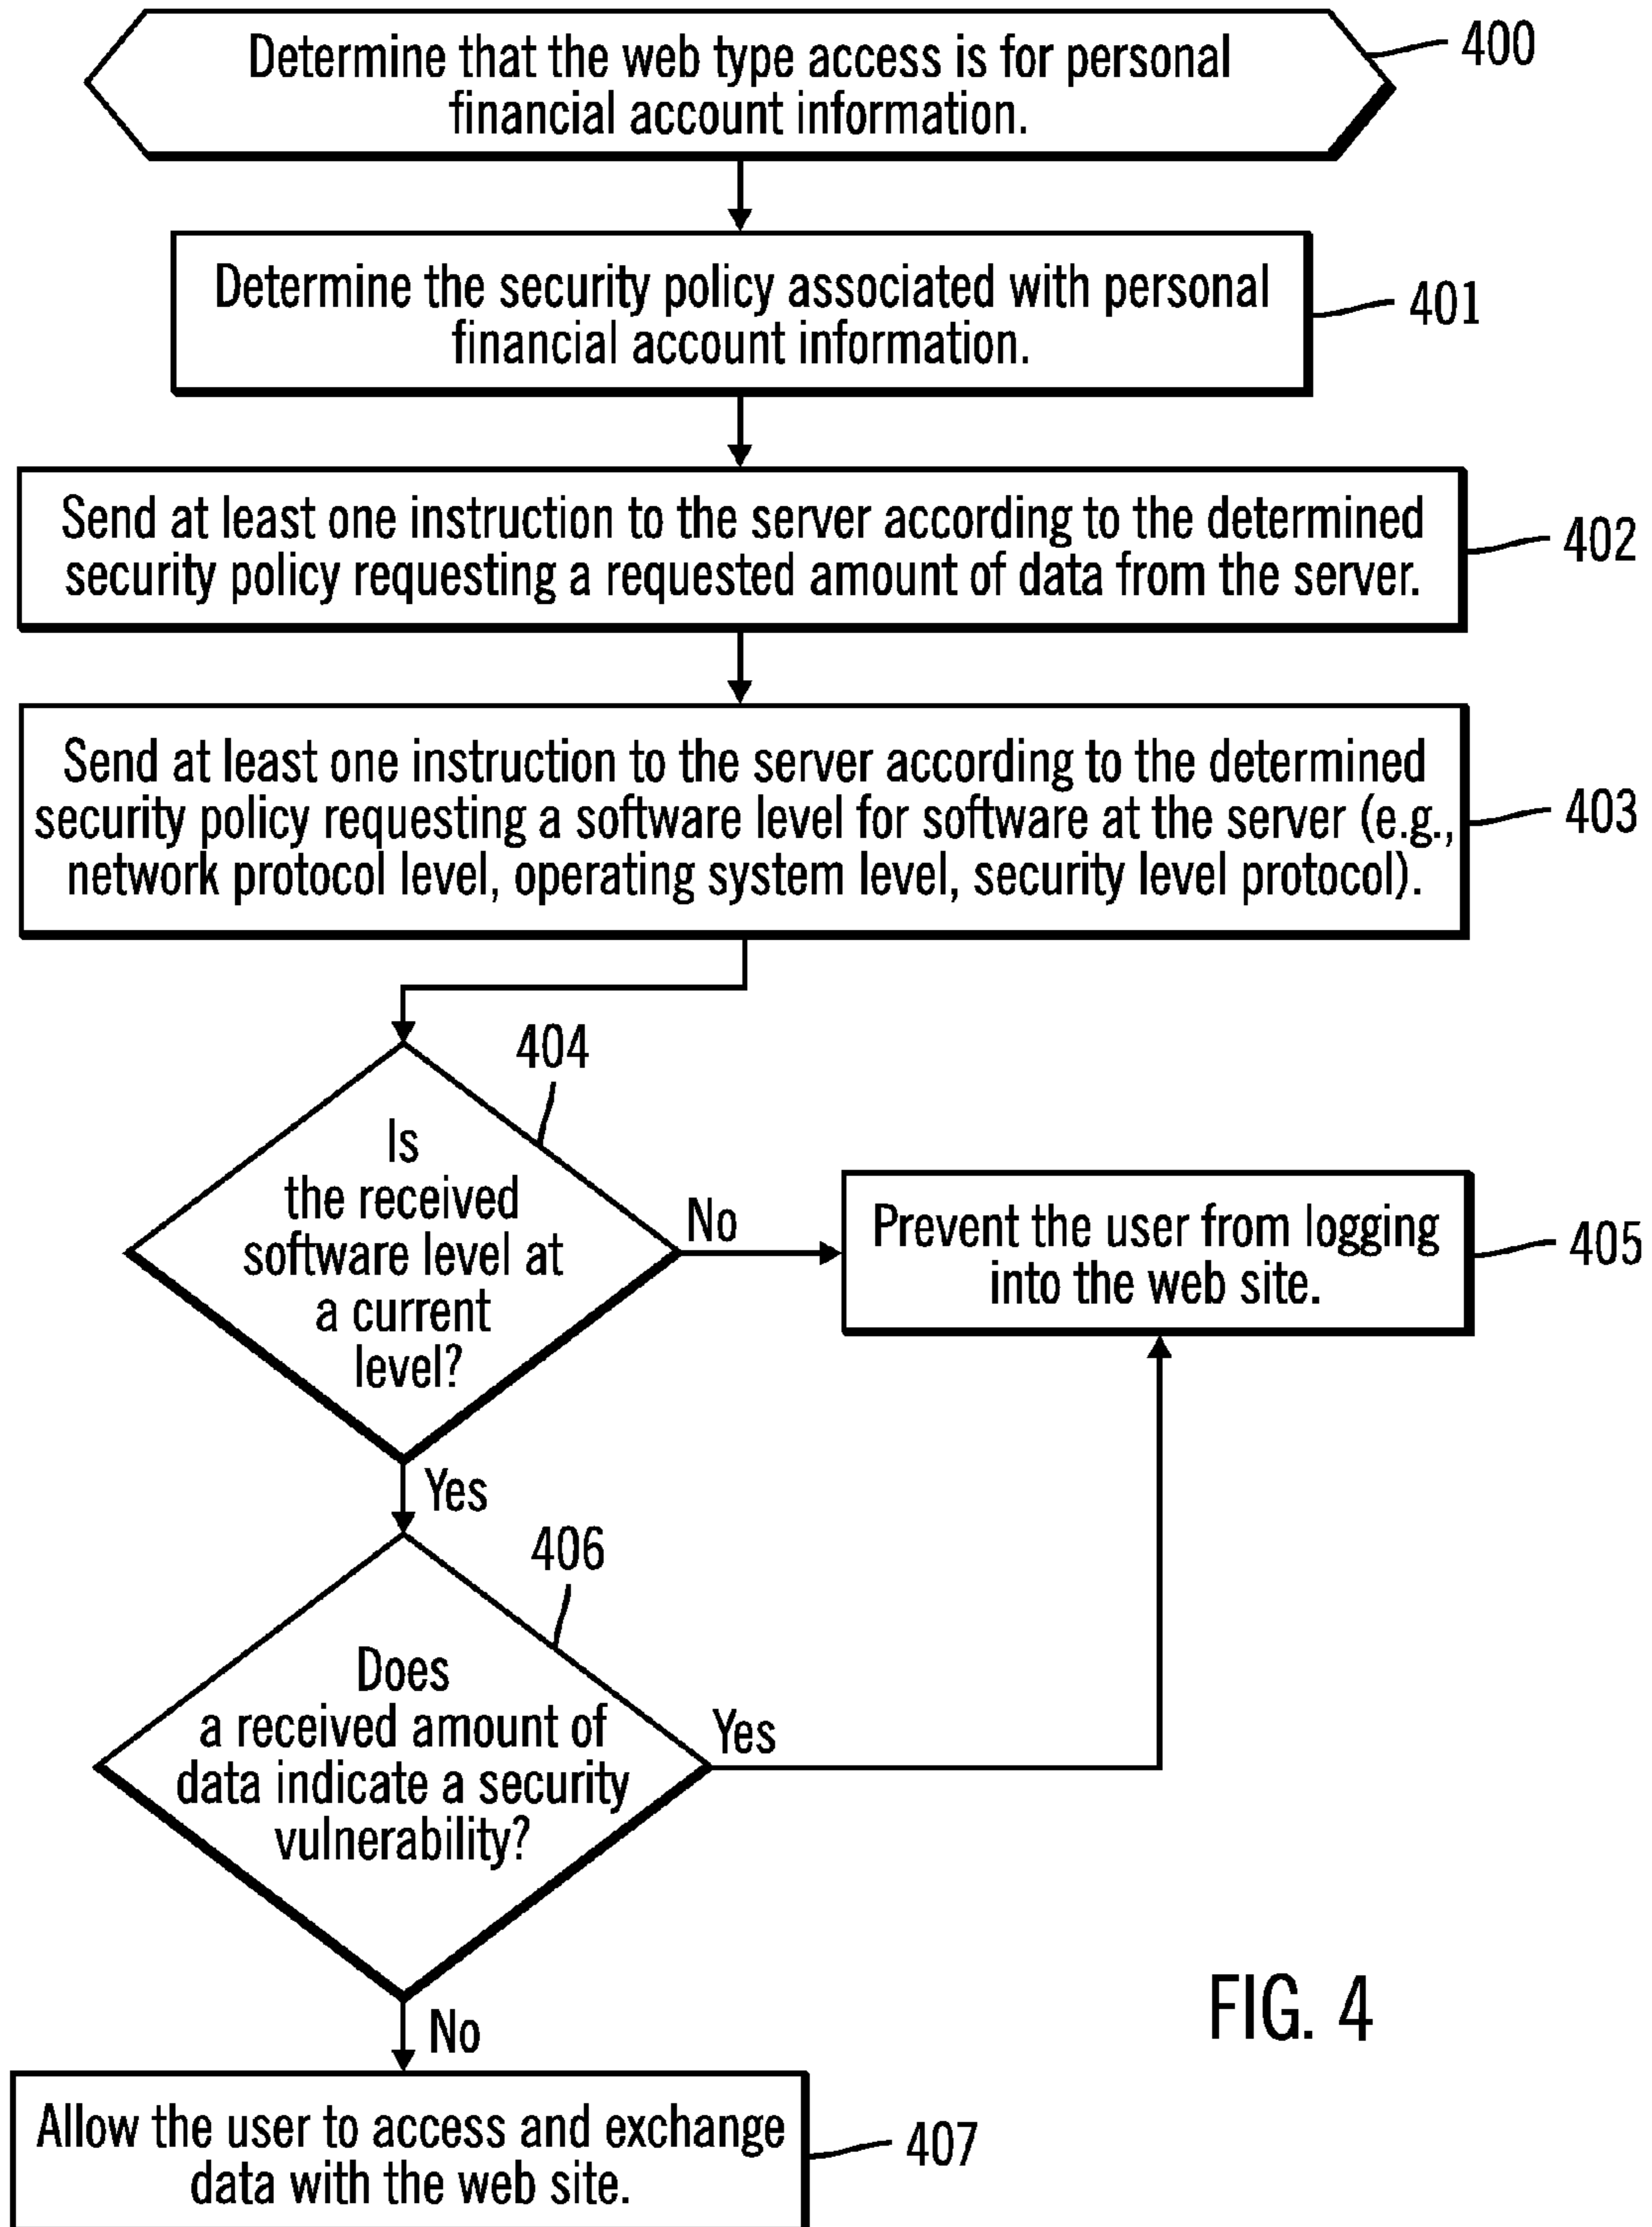 Determine that the web type access is for personal
financial account information.
400
Determine the security policy associated with personal
financial account information.
401
Send at least one instruction to the server according to the determined
security policy requesting a requested amount of data from the server.
402
Send at least one instruction to the server according to the determined
security policy requesting a software level for software at the server (e.g.,
network protocol level, operating system level, security level protocol).
403
404
Is
the received
software level at
a current
level?
No
Prevent the user from logging
into the web site.
405
Yes
406
Does
a received amount of
data indicate a security
vulnerability?
Yes
No
Allow the user to access and exchange
data with the web site.
407
FIG. 4